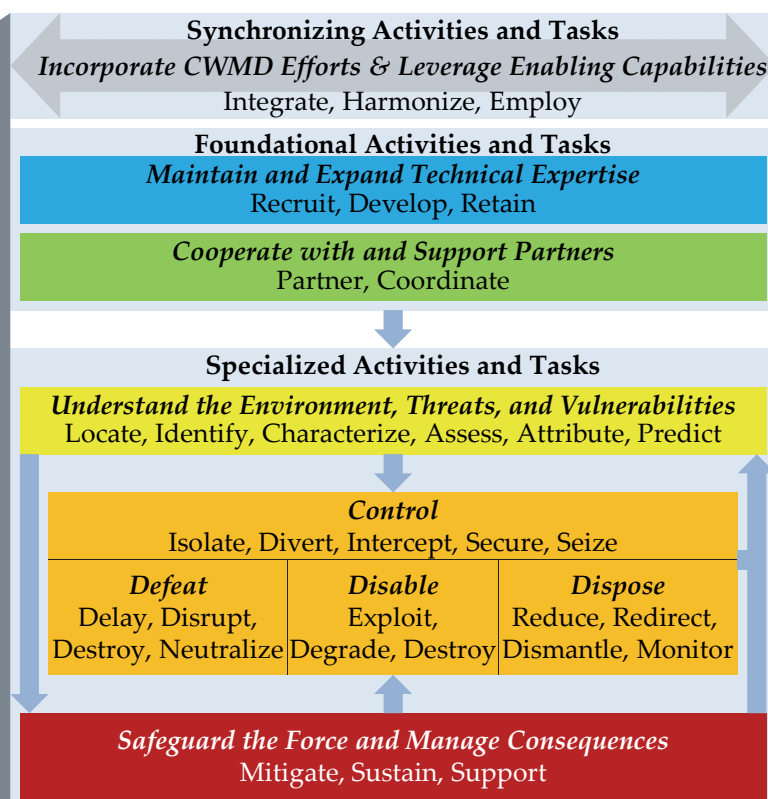 Synchronizing Activities and Tasks
Incorporate CWMD Efforts & Leverage Enabling Capabilities
Integrate, Harmonize, Employ
Foundational Activities and Tasks
Maintain and Expand Technical Expertise
Recruit, Develop, Retain
Cooperate with and Support Partners
Partner, Coordinate
Specialized Activities and Tasks
Understand the Environment, Threats, and Vulnerabilities
Locate, Identify, Characterize, Assess, Attribute, Predict
Control
Isolate, Divert, Intercept, Secure, Seize
Defeat
Delay, Disrupt,
Destroy, Neutralize
Disable
Exploit,
Degrade, Destroy
Dispose
Reduce, Redirect,
Dismantle, Monitor
Safeguard the Force and Manage Consequences
Mitigate, Sustain, Support